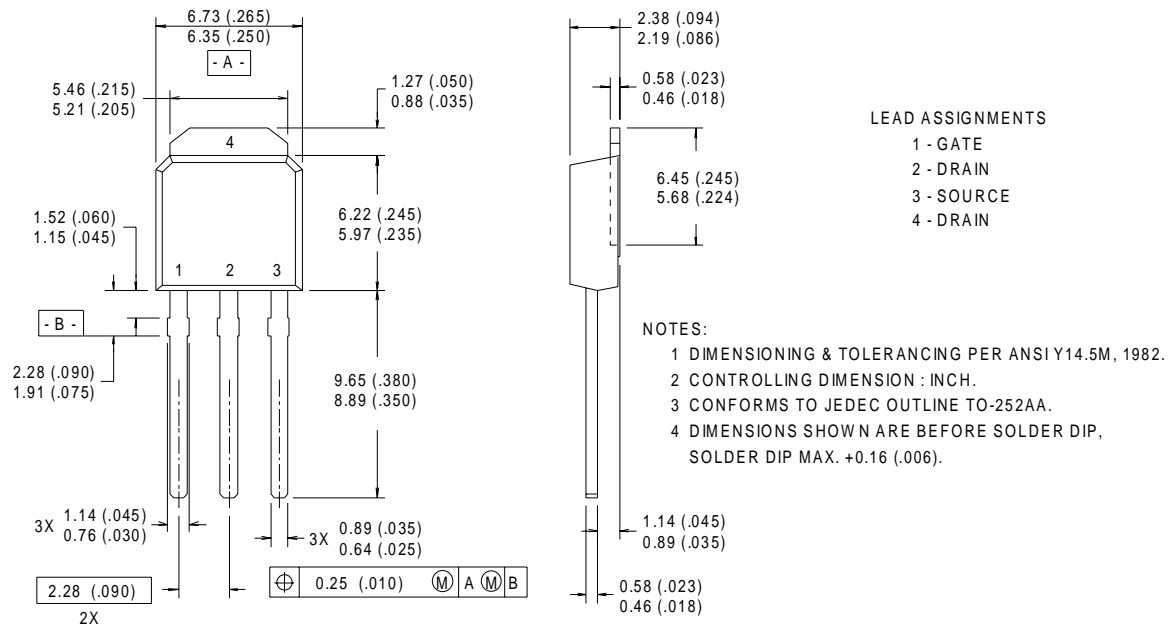 6.73 (.265)
6.35 (.250)
- A -
5.46 (.215)
5.21 (.205)
1.27 (.050)
0.88 (.035)
4
6.22 (.245)
5.97 (.235)
1.52 (.060)
1.15 (.045)
1 2 3
- B -
2.28 (.090)
1.91 (.075)
9.65 (.380)
8.89 (.350)
3X 1.14 (.045)
0.76 (.030)
3X 0.89 (.035)
0.64 (.025)
2.28 (.090)
2X
⌖ 0.25 (.010) Ⓜ A Ⓜ B
2.38 (.094)
2.19 (.086)
0.58 (.023)
0.46 (.018)
6.45 (.245)
5.68 (.224)
1.14 (.045)
0.89 (.035)
0.58 (.023)
0.46 (.018)
LEAD ASSIGNMENTS
1 - GATE
2 - DRAIN
3 - SOURCE
4 - DRAIN
NOTES:
1 DIMENSIONING & TOLERANCING PER ANSI Y14.5M, 1982.
2 CONTROLLING DIMENSION : INCH.
3 CONFORMS TO JEDEC OUTLINE TO-252AA.
4 DIMENSIONS SHOWN ARE BEFORE SOLDER DIP,
SOLDER DIP MAX. +0.16 (.006).